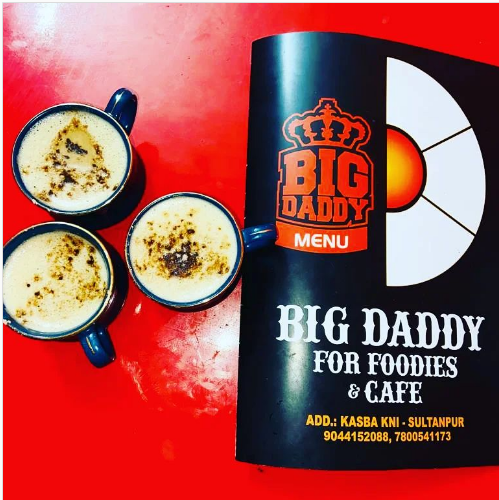 BIG
DADDY
MENU
BIG DADDY
FOR FOODIES
& CAFE
ADD.: KASBA KNI - SULTANPUR
9044152088, 7800541173